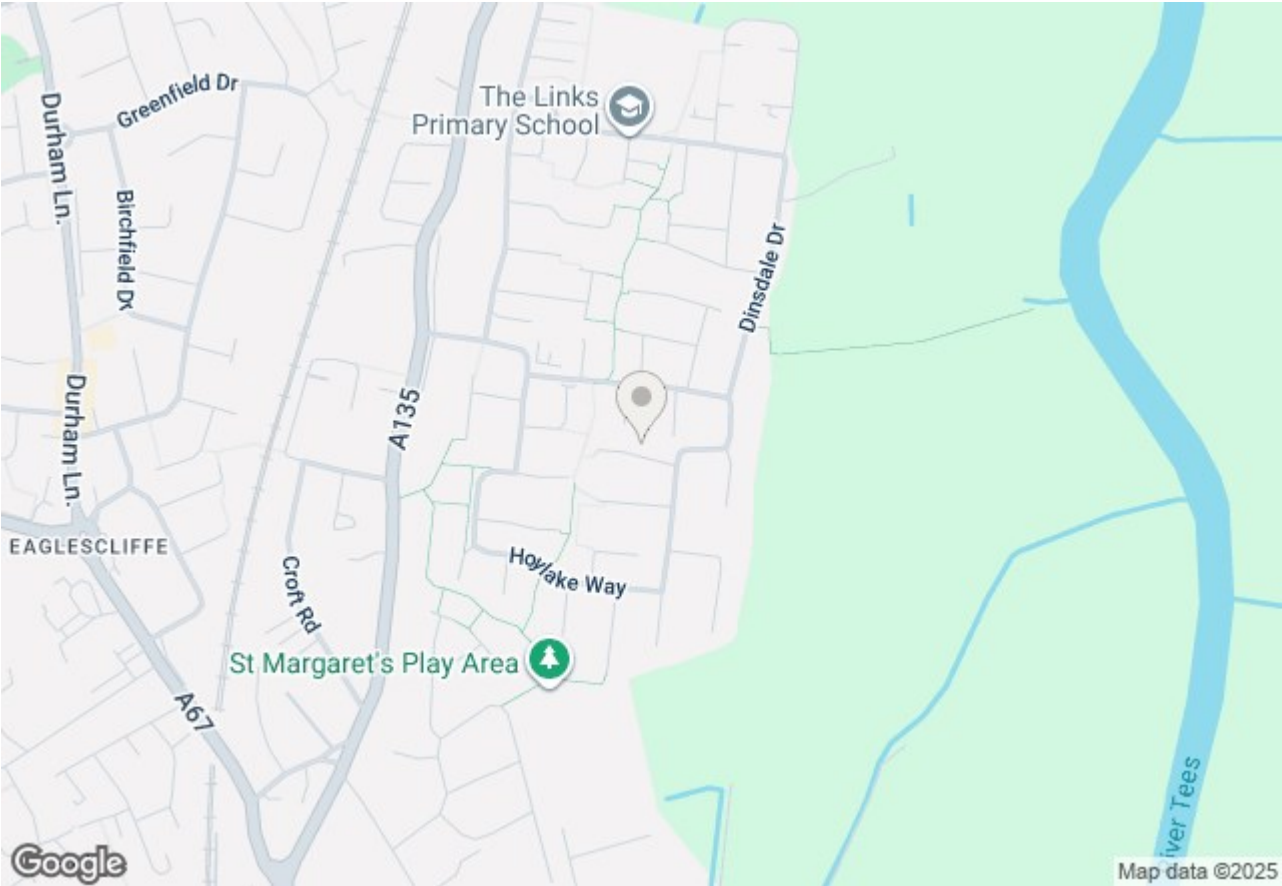 The Links
Primary School
Greenfield Dr
Durham Ln.
Birchfield Dr
Dinsdale Dr
A135
Durham Ln.
EAGLESCLIFFE
Hoylake Way
Croft Rd
St Margaret's Play Area
A67
River Tees
Google
Map data ©2025